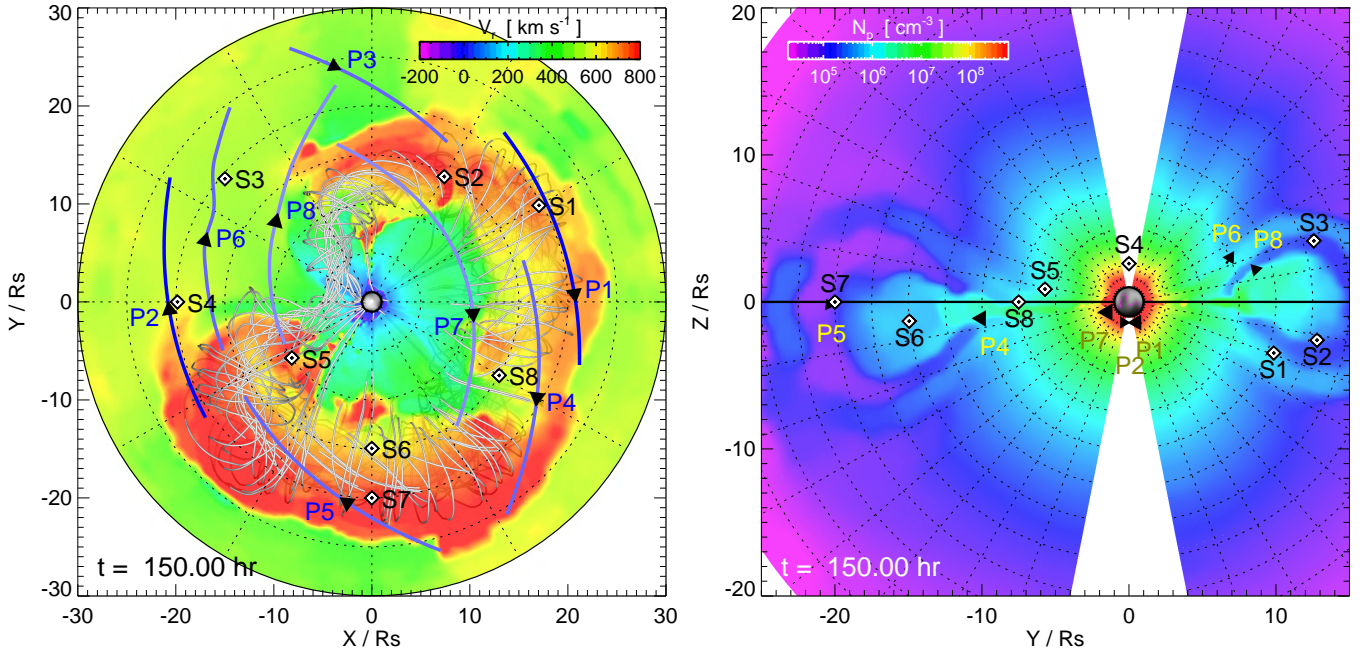 V_r [ km s^-1 ]
-200 0 200 400 600 800
30
20
10
0
-10
-20
-30
Y / Rs
-30 -20 -10 0 10 20 30
X / Rs
P3
S3
S2
S1
P8
P6
S4
P2
P1
P7
S5
S8
P4
S6
S7
P5
t = 150.00 hr
N_p [ cm^-3 ]
10^5 10^6 10^7 10^8
20
10
0
-10
-20
Z / Rs
-20 -10 0 10
Y / Rs
S4
P6
P8
S3
S7
S5
P5
S6
P4
S8
P7
P1
P2
S1
S2
t = 150.00 hr